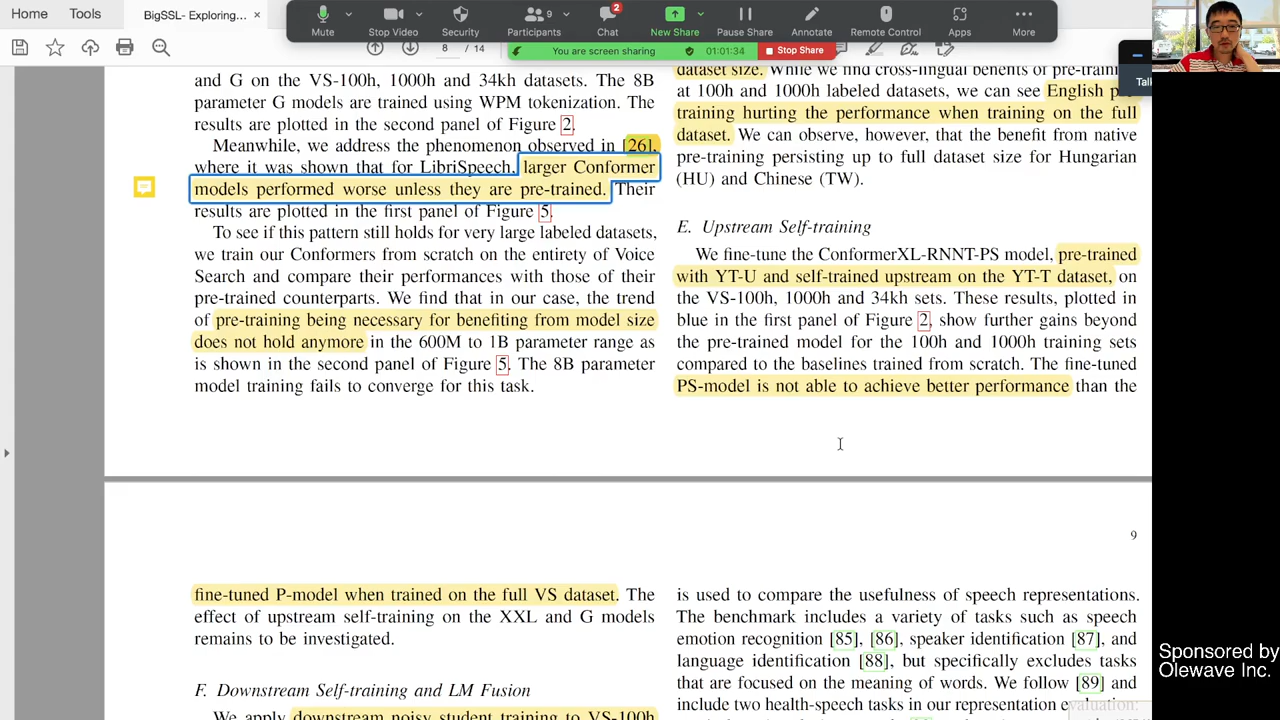 Home
Tools
BigSSL- Exploring...
×
Mute
Stop Video
Security
9
Participants
2
Chat
New Share
Pause Share
Annotate
Remote Control
Apps
More
8 / 14
You are screen sharing
01:01:34
Stop Share
Tal
and G on the VS-100h, 1000h and 34kh datasets. The 8B
parameter G models are trained using WPM tokenization. The
results are plotted in the second panel of Figure 2.
Meanwhile, we address the phenomenon observed in [26],
where it was shown that for LibriSpeech, larger Conformer
models performed worse unless they are pre-trained. Their
results are plotted in the first panel of Figure 5.
To see if this pattern still holds for very large labeled datasets,
we train our Conformers from scratch on the entirety of Voice
Search and compare their performances with those of their
pre-trained counterparts. We find that in our case, the trend
of pre-training being necessary for benefiting from model size
does not hold anymore in the 600M to 1B parameter range as
is shown in the second panel of Figure 5. The 8B parameter
model training fails to converge for this task.
dataset size. While we find cross-lingual benefits of pre-training
at 100h and 1000h labeled datasets, we can see English
training hurting the performance when training on the full
dataset. We can observe, however, that the benefit from native
pre-training persisting up to full dataset size for Hungarian
(HU) and Chinese (TW).
E. Upstream Self-training
We fine-tune the ConformerXL-RNNT-PS model, pre-trained
with YT-U and self-trained upstream on the YT-T dataset, on
the VS-100h, 1000h and 34kh sets. These results, plotted in
blue in the first panel of Figure 2, show further gains beyond
the pre-trained model for the 100h and 1000h training sets
compared to the baselines trained from scratch. The fine-tuned
PS-model is not able to achieve better performance than the
9
fine-tuned P-model when trained on the full VS dataset. The
effect of upstream self-training on the XXL and G models
remains to be investigated.
F. Downstream Self-training and LM Fusion
We apply downstream noisy student training to VS-100h
is used to compare the usefulness of speech representations.
The benchmark includes a variety of tasks such as speech
emotion recognition [85], [86], speaker identification [87], and
language identification [88], but specifically excludes tasks
that are focused on the meaning of words. We follow [89] and
include two health-speech tasks in our representation evaluation:
Sponsored by
Olewave Inc.